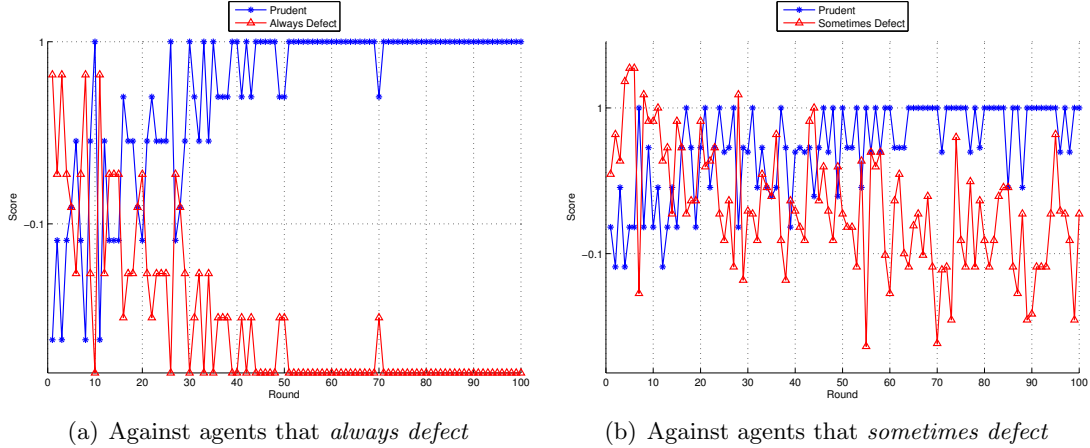 Prudent
Always Defect
1
−0.1
Score
0 10 20 30 40 50 60 70 80 90 100
Round
(a) Against agents that always defect
Prudent
Sometimes Defect
1
−0.1
Score
0 10 20 30 40 50 60 70 80 90 100
Round
(b) Against agents that sometimes defect